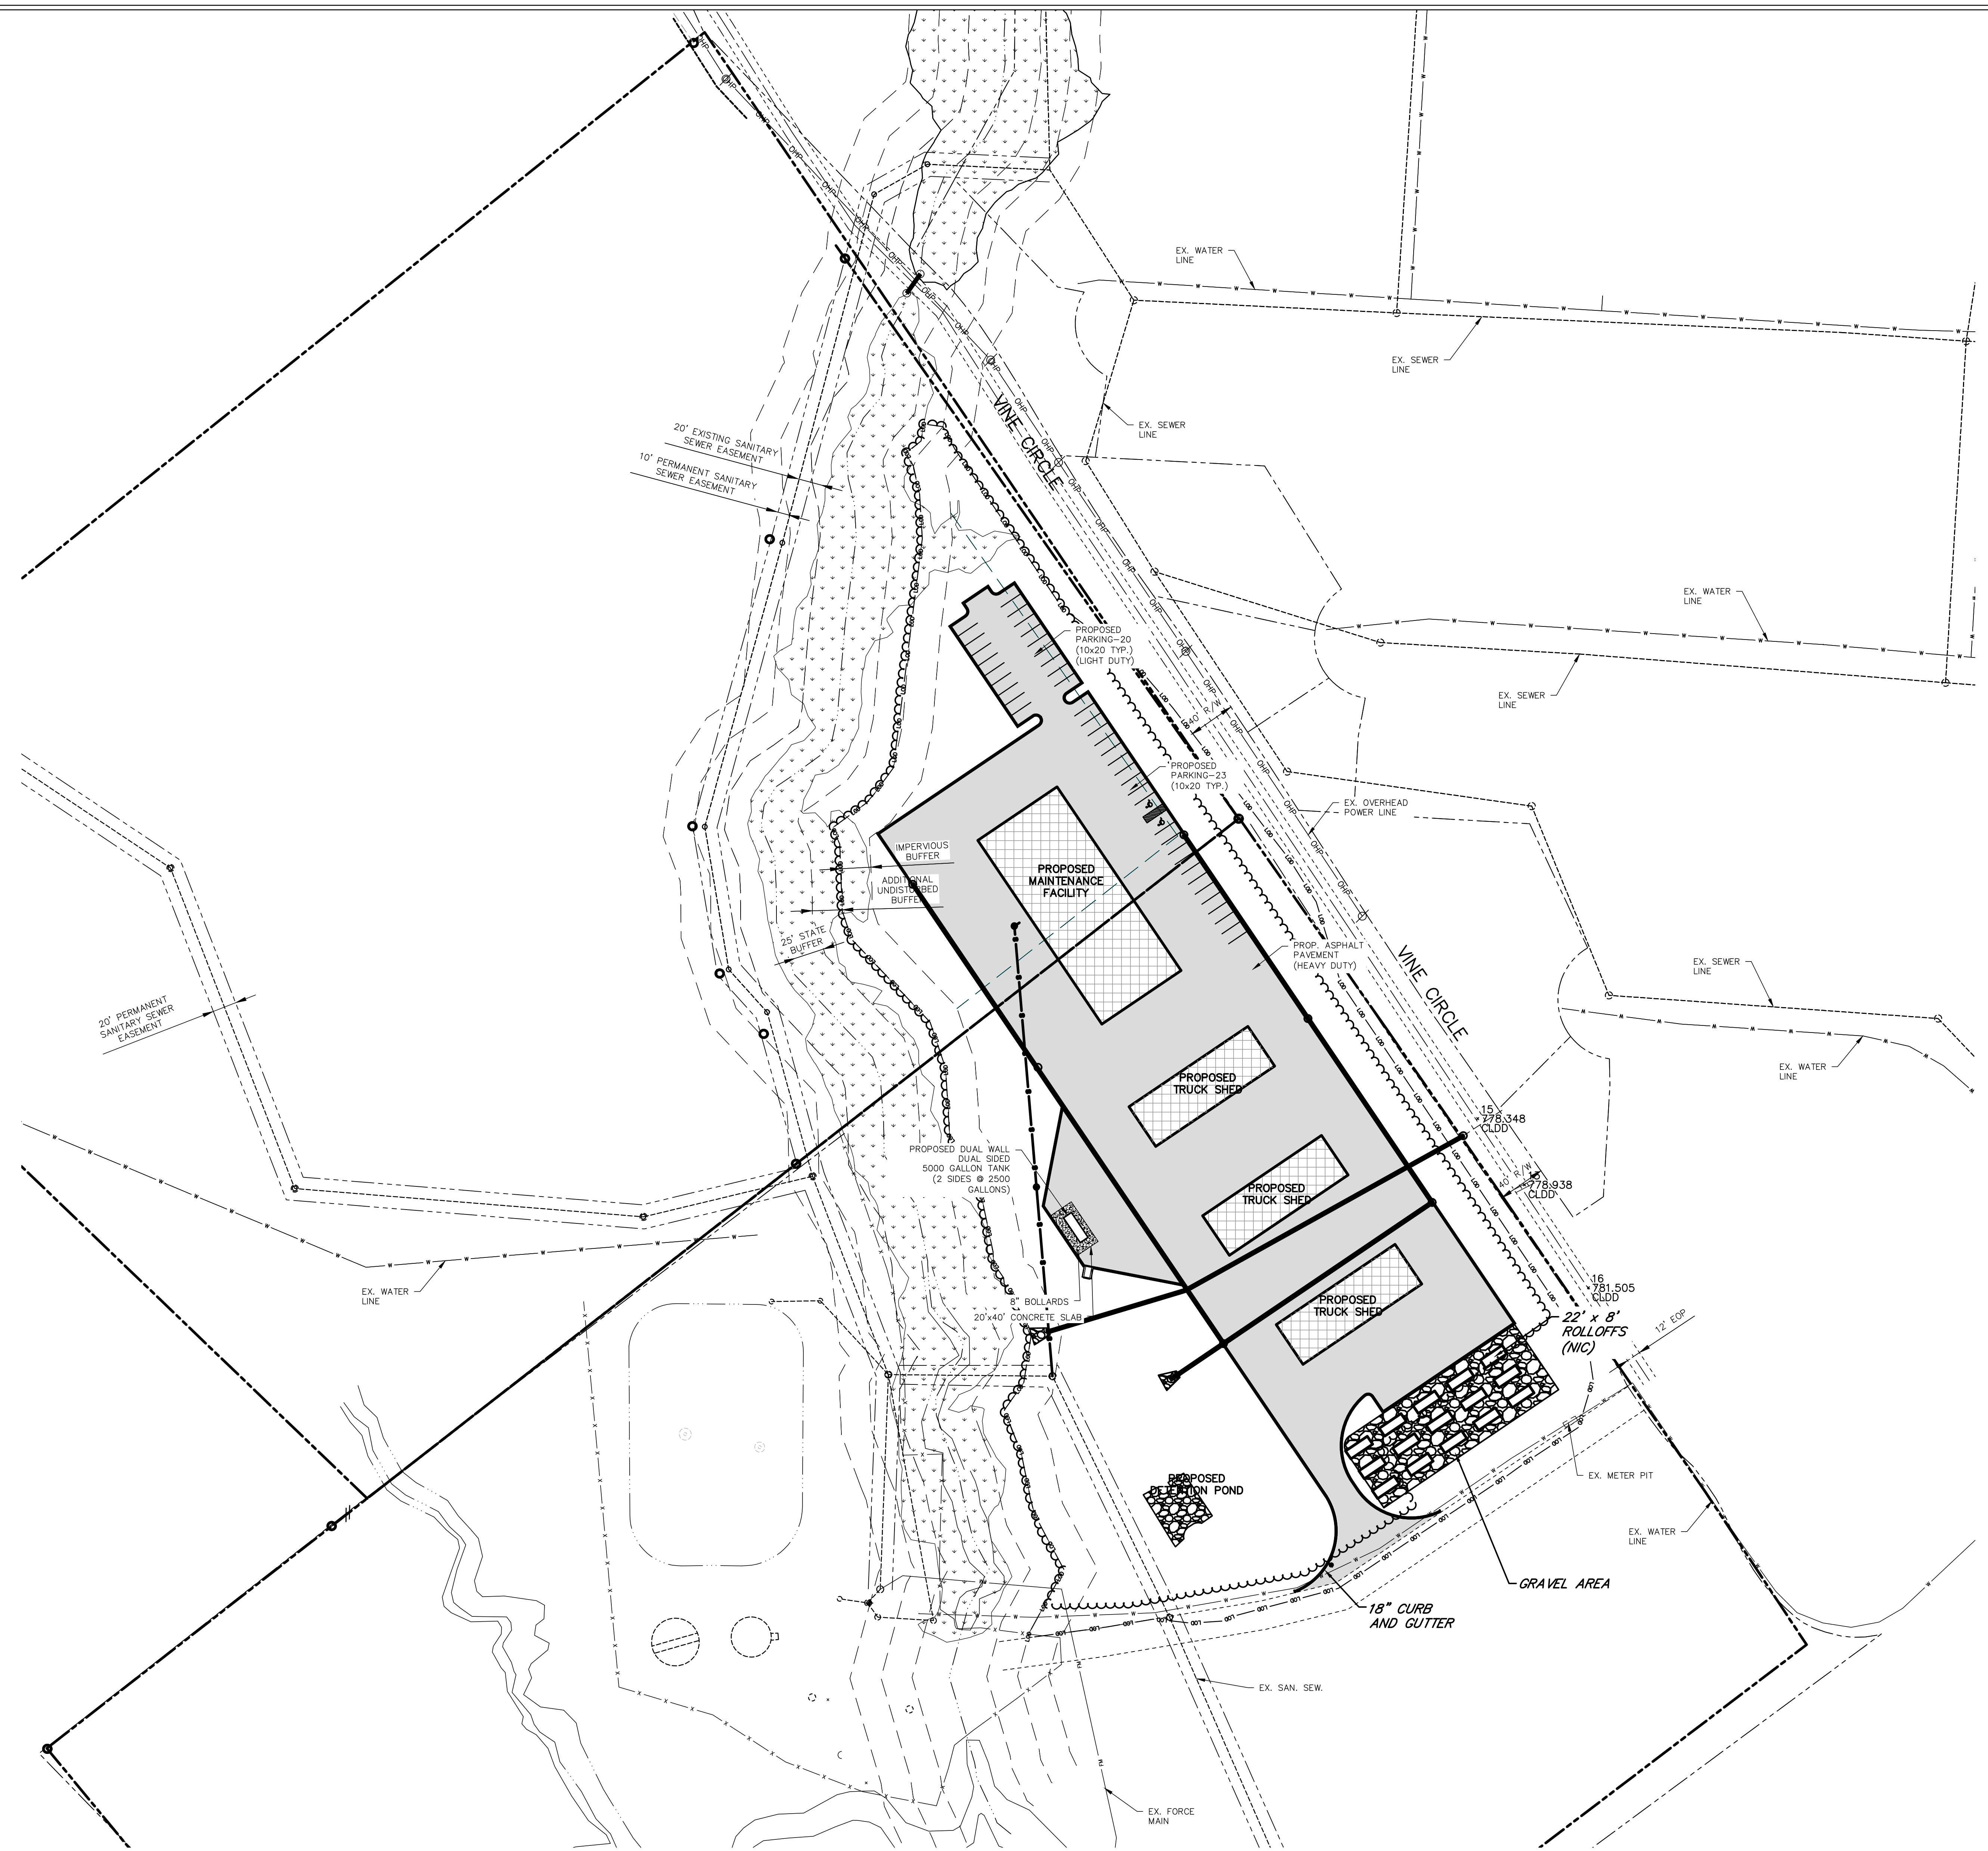 EX. WATER
LINE
EX. SEWER
LINE
EX. SEWER
LINE
VINE CIRCLE
20' EXISTING SANITARY
SEWER EASEMENT
10' PERMANENT SANITARY
SEWER EASEMENT
EX. WATER
LINE
EX. SEWER
LINE
PROPOSED
PARKING-20
(10x20 TYP.)
(LIGHT DUTY)
40' R/W
PROPOSED
PARKING-23
(10x20 TYP.)
EX. OVERHEAD
POWER LINE
IMPERVIOUS
BUFFER
ADDITIONAL
UNDISTURBED
BUFFER
25' STATE
BUFFER
PROPOSED
MAINTENANCE
FACILITY
PROP. ASPHALT
PAVEMENT
(HEAVY DUTY)
VINE CIRCLE
EX. SEWER
LINE
EX. WATER
LINE
20' PERMANENT
SANITARY SEWER
EASEMENT
PROPOSED
TRUCK SHED
15
778.348
CLDD
PROPOSED DUAL WALL
DUAL SIDED
5000 GALLON TANK
(2 SIDES @ 2500
GALLONS)
PROPOSED
TRUCK SHED
40' R/W
778.938
CLDD
EX. WATER
LINE
8" BOLLARDS
20'x40' CONCRETE SLAB
PROPOSED
TRUCK SHED
16
781.505
CLDD
22' x 8'
ROLLOFFS
(NIC)
12' EOP
PROPOSED
DETENTION POND
EX. METER PIT
EX. WATER
LINE
GRAVEL AREA
18" CURB
AND GUTTER
EX. SAN. SEW.
EX. FORCE
MAIN
OHP
OHP
OHP
LOD
LOD
LOD
W
W
W
X
X
X
FM